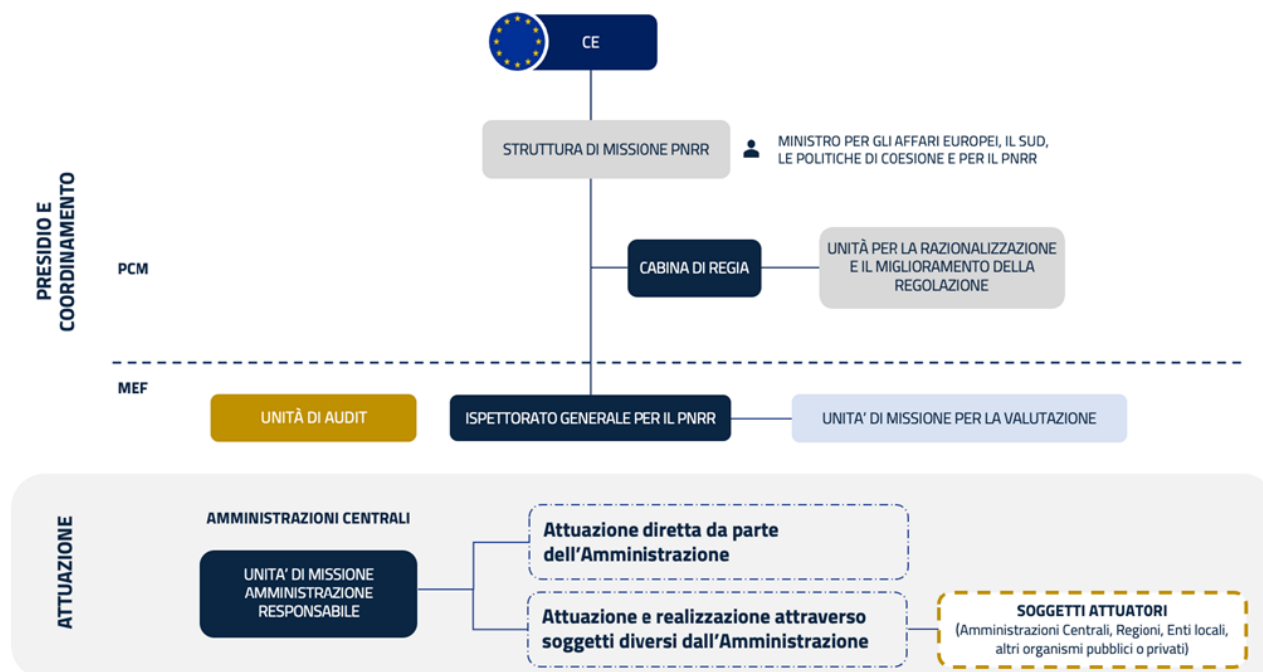 CE
STRUTTURA DI MISSIONE PNRR
MINISTRO PER GLI AFFARI EUROPEI, IL SUD,
LE POLITICHE DI COESIONE E PER IL PNRR
PRESIDIO E
COORDINAMENTO
PCM
CABINA DI REGIA
UNITÀ PER LA RAZIONALIZZAZIONE
E IL MIGLIORAMENTO DELLA
REGOLAZIONE
MEF
UNITÀ DI AUDIT
ISPETTORATO GENERALE PER IL PNRR
UNITA’ DI MISSIONE PER LA VALUTAZIONE
ATTUAZIONE
AMMINISTRAZIONI CENTRALI
UNITA’ DI MISSIONE
AMMINISTRAZIONE
RESPONSABILE
Attuazione diretta da parte
dell’Amministrazione
Attuazione e realizzazione attraverso
soggetti diversi dall’Amministrazione
SOGGETTI ATTUATORI
(Amministrazioni Centrali, Regioni, Enti locali,
altri organismi pubblici o privati)